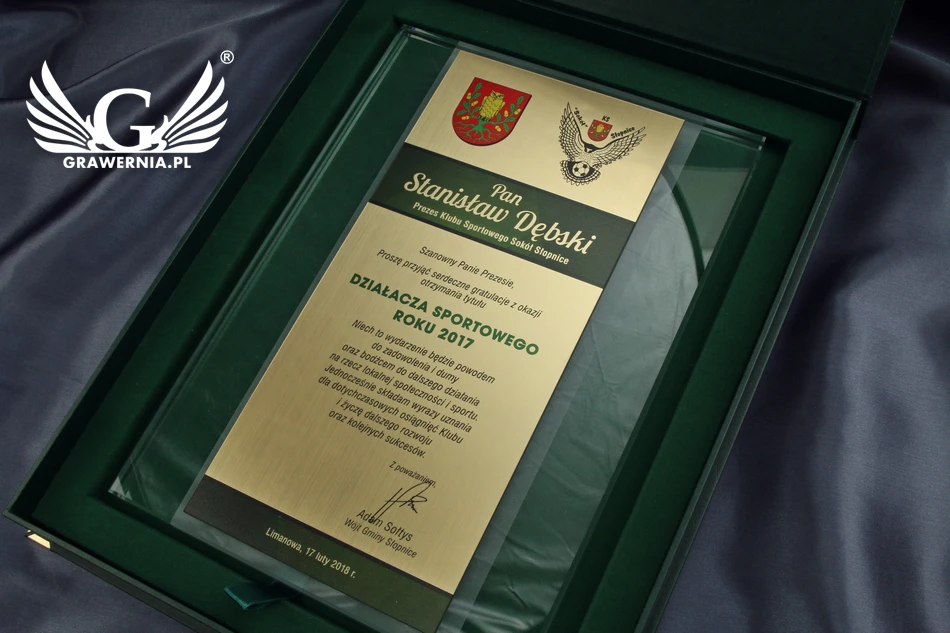 G
®
GRAWERNIA.PL
KS
"Sokół" Słopnice
Pan
Stanisław Dębski
Prezes Klubu Sportowego Sokół Słopnice
Szanowny Panie Prezesie,
Proszę przyjąć serdeczne gratulacje z okazji
otrzymania tytułu
DZIAŁACZA SPORTOWEGO
ROKU 2017
Niech to wydarzenie będzie powodem
do zadowolenia i dumy
oraz bodźcem do dalszego działania
na rzecz lokalnej społeczności i sportu.
Jednocześnie składam wyrazy uznania
dla dotychczasowych osiągnięć Klubu
i życzę dalszego rozwoju
oraz kolejnych sukcesów.
Z poważaniem,
Adam Sołtys
Wójt Gminy Słopnice
Limanowa, 17 luty 2018 r.